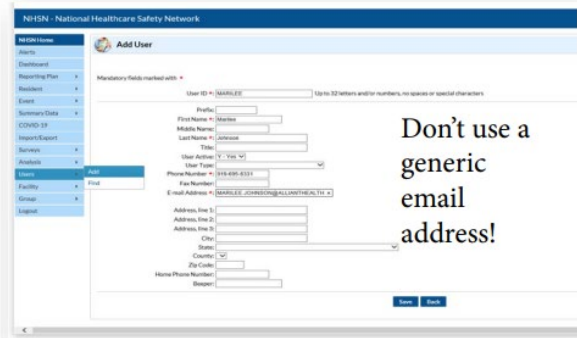 NHSN - National Healthcare Safety Network
NHSN Home
Alerts
Dashboard
Reporting Plan
Resident
Event
Summary Data
COVID-19
Import/Export
Surveys
Analysis
Users
Add
Find
Facility
Group
Logout
Add User
Mandatory fields marked with *
User ID *: MARILEE Up to 32 letters and/or numbers, no spaces or special characters
Prefix:
First Name *: Marilee
Middle Name:
Last Name *: Johnson
Title:
User Active: Y - Yes
User Type:
Phone Number *:
Fax Number:
E-mail Address *: MARILEE.JOHNSON@ALLIANTHEALTH
Address, line 1:
Address, line 2:
Address, line 3:
City:
State:
County:
Zip Code:
Home Phone Number:
Beeper:
Save Back
Don't use a
generic
email
address!